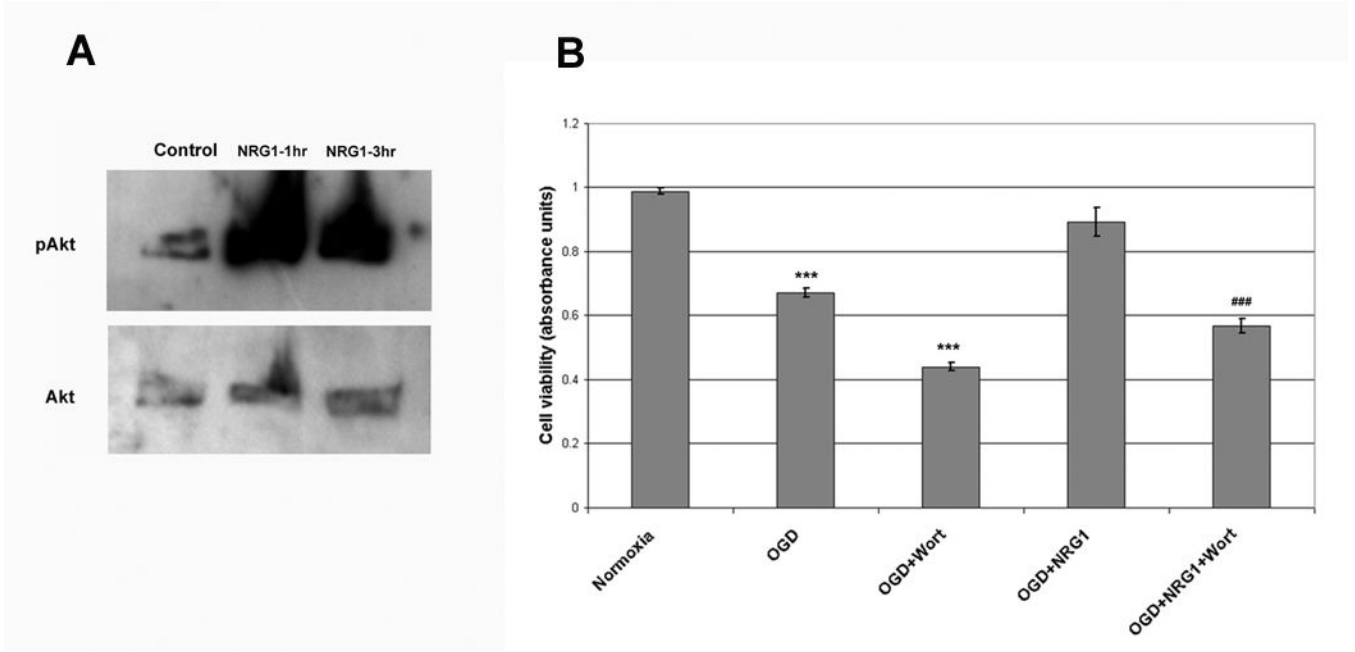 A
B
Control NRG1-1hr NRG1-3hr
pAkt
Akt
Cell viability (absorbance units)
1.2
1
0.8
0.6
0.4
0.2
0
***
***
###
Normoxia
OGD
OGD+Wort
OGD+NRG1
OGD+NRG1+Wort